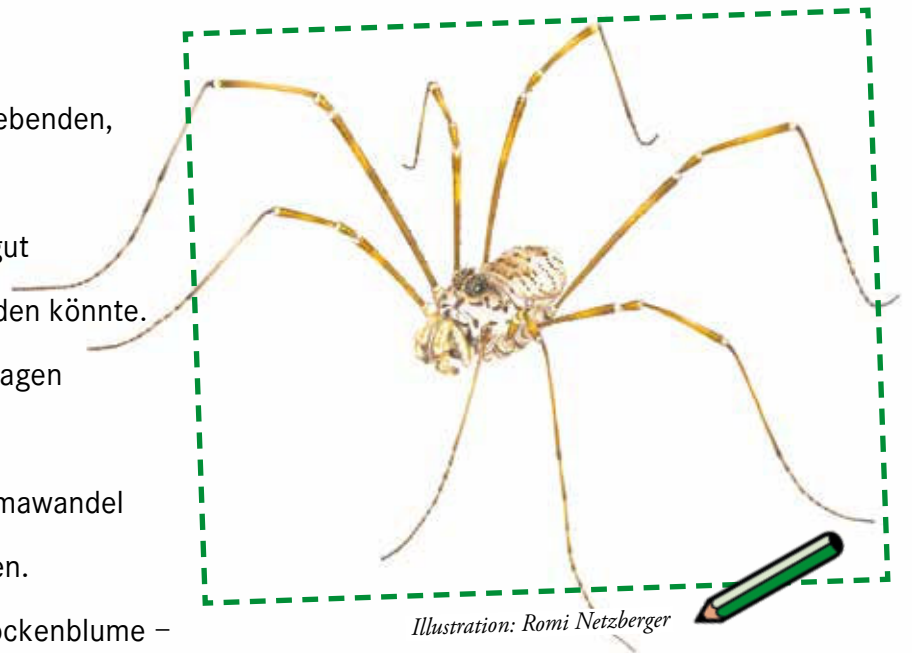 ebenden,
gut
den könnte.
agen
mawandel
en.
ockenblume –
Illustration: Romi Netzberger